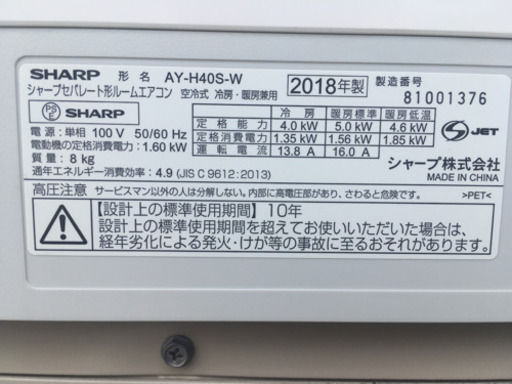 SHARP 形名 AY-H40S-W 2018年製 製造番号
シャープセパレート形ルームエアコン 空冷式 冷房・暖房兼用 81001376
PS E SHARP
冷房 暖房標準 暖房低温
定格能力 4.0 kW 5.0 kW 4.6 kW
定格消費電力 1.35 kW 1.56 kW 1.85 kW
運転電流 13.8 A 16.0 A
S JET
電源:単相 100 V 50/60 Hz
電動機の定格消費電力:1.60 kW
質量:8 kg
通年エネルギー消費効率:4.9 (JIS C 9612:2013)
シャープ株式会社
MADE IN CHINA
高圧注意 サービスマン以外の人は分解しない。内部に高電圧部があり、さわると危険です。 >PET<
【設計上の標準使用期間】10年
設計上の標準使用期間を超えてお使いいただいた場合は、
経年劣化による発火・けが等の事故に至るおそれがあります。